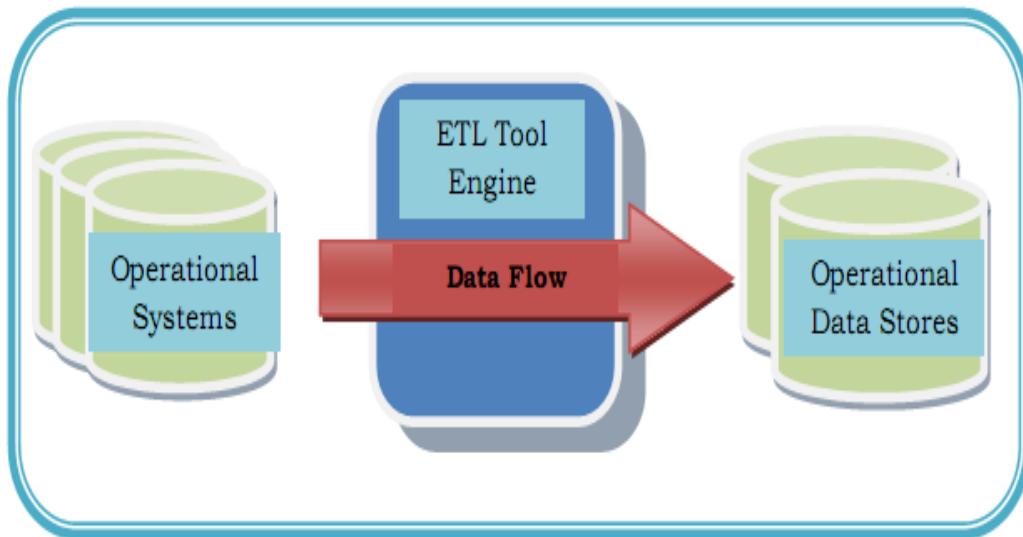 Operational
Systems
ETL Tool
Engine
Data Flow
Operational
Data Stores